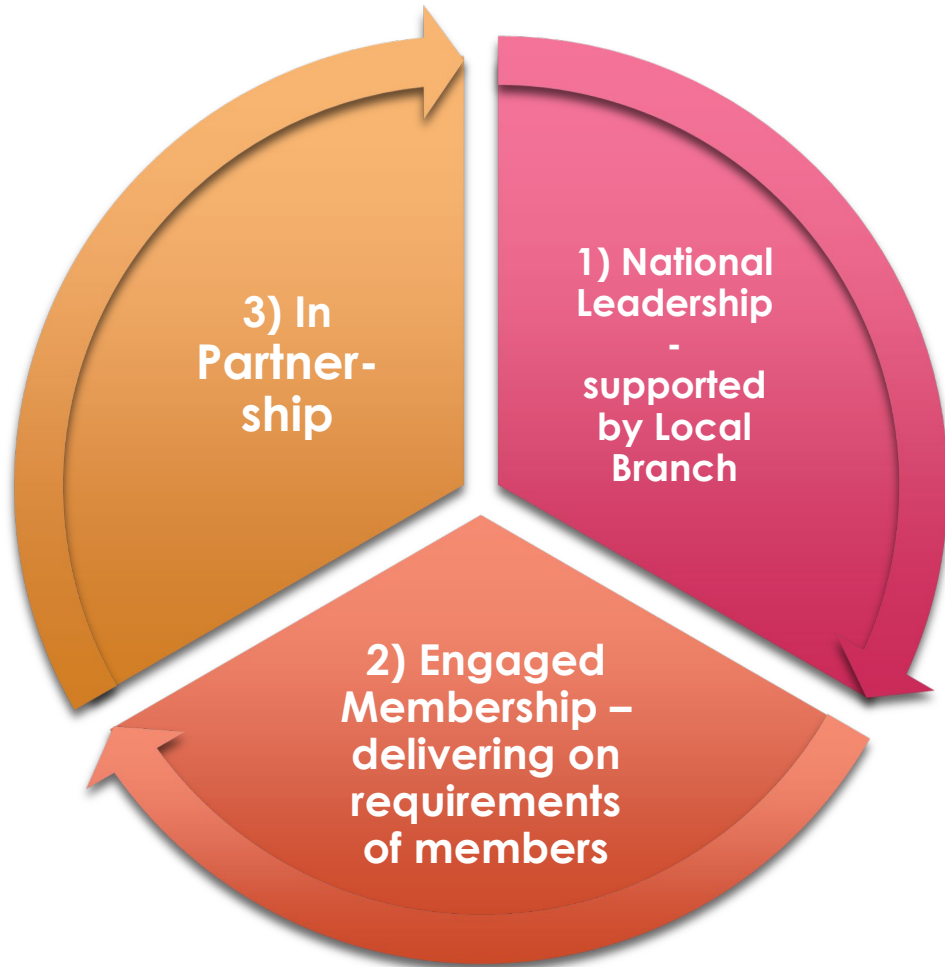 1) National
Leadership
-
supported
by Local
Branch
2) Engaged
Membership –
delivering on
requirements
of members
3) In
Partner-
ship